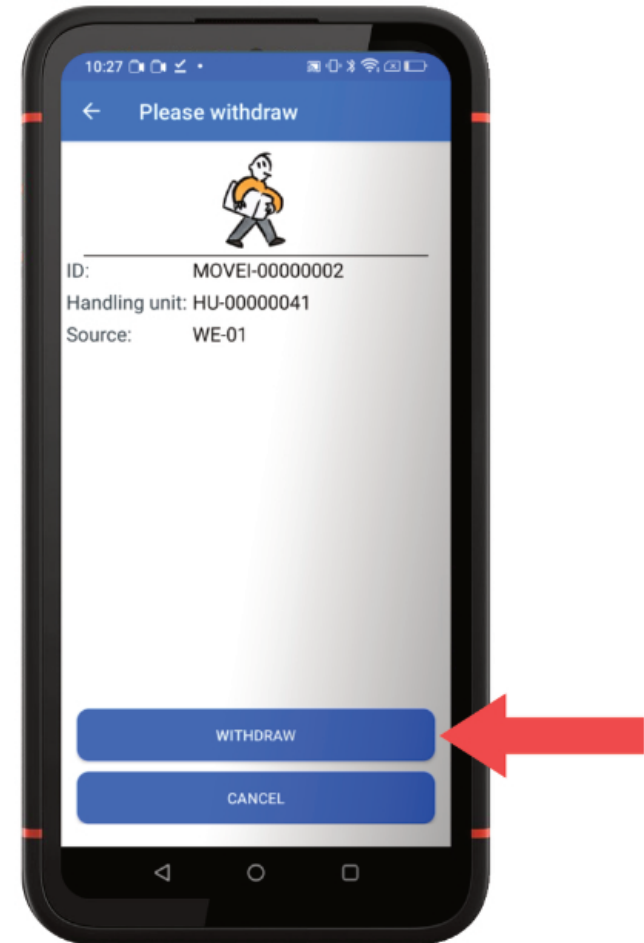 10:27
Please withdraw
ID: MOVEI-00000002
Handling unit: HU-00000041
Source: WE-01
WITHDRAW
CANCEL